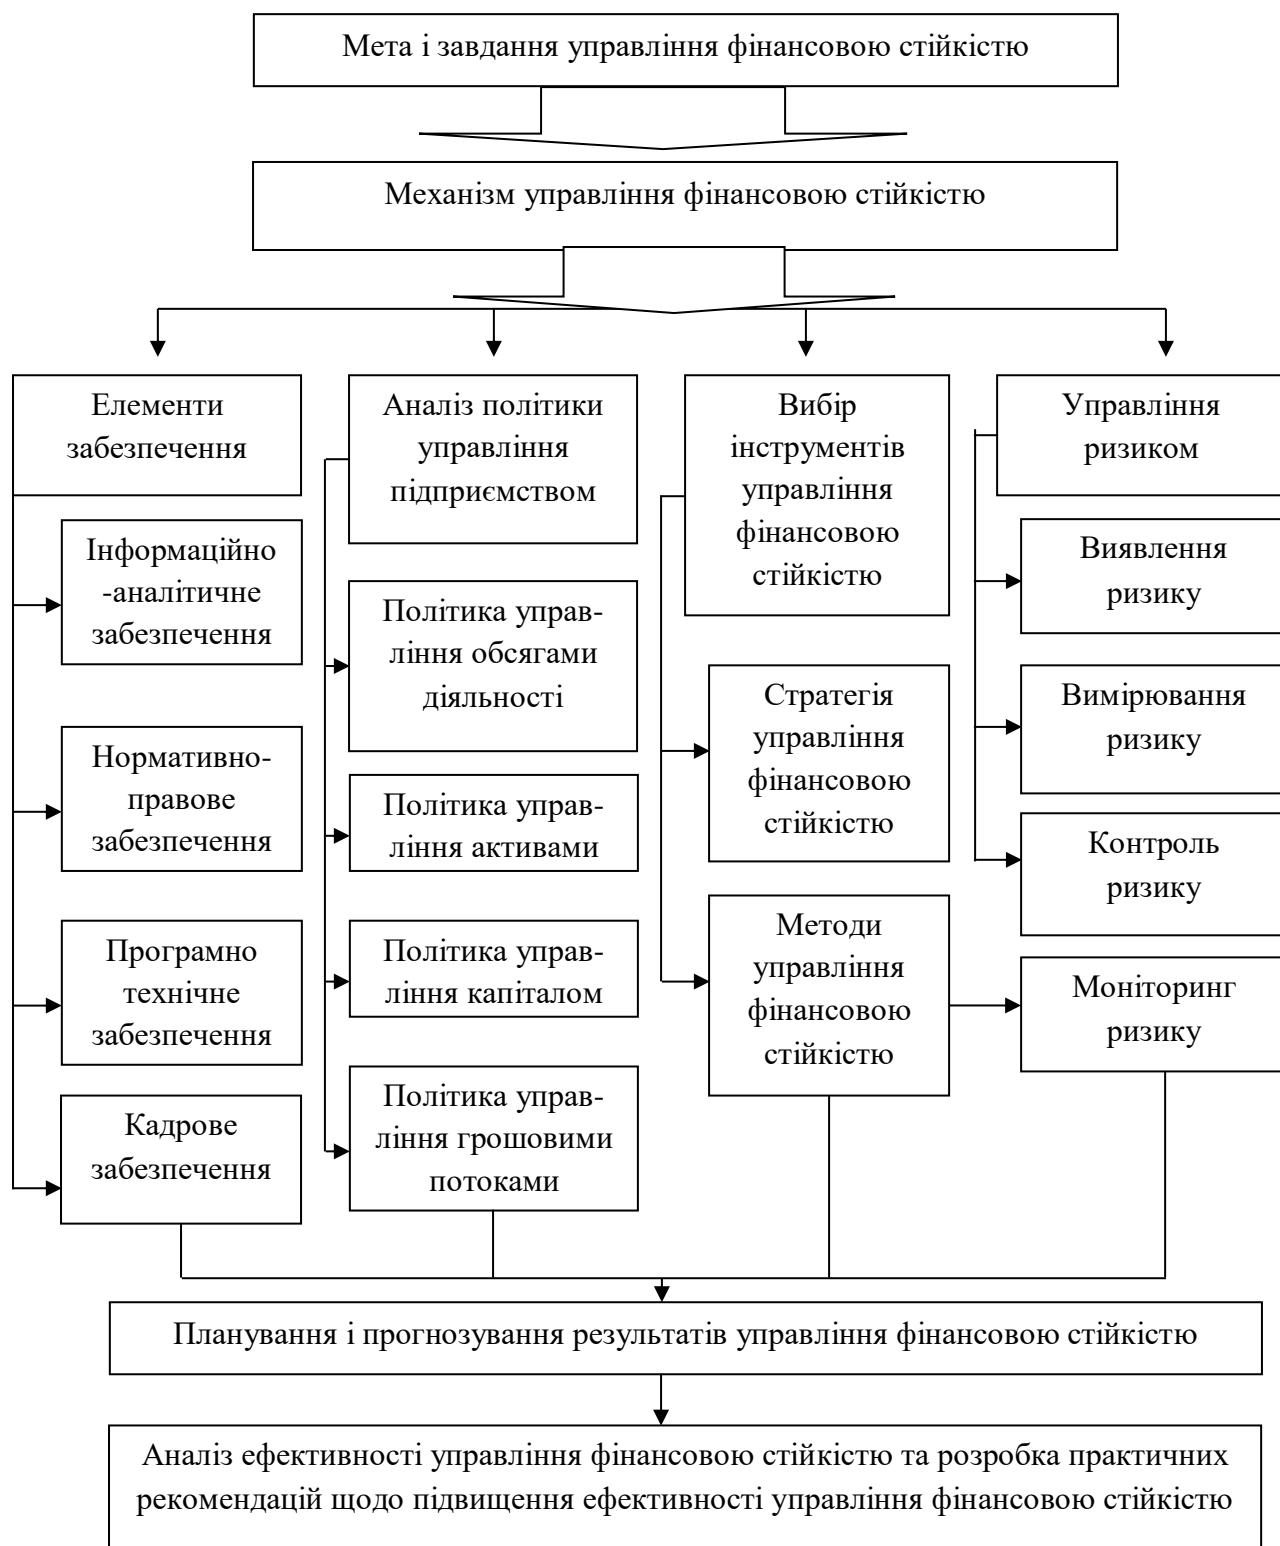 Мета і завдання управління фінансовою стійкістю
Механізм управління фінансовою стійкістю
Елементи
забезпечення
Інформаційно
-аналітичне
забезпечення
Нормативно-
правове
забезпечення
Програмно
технічне
забезпечення
Кадрове
забезпечення
Аналіз політики
управління
підприємством
Політика управ-
ління обсягами
діяльності
Політика управ-
ління активами
Політика управ-
ління капіталом
Політика управ-
ління грошовими
потоками
Вибір
інструментів
управління
фінансовою
стійкістю
Стратегія
управління
фінансовою
стійкістю
Методи
управління
фінансовою
стійкістю
Управління
ризиком
Виявлення
ризику
Вимірювання
ризику
Контроль
ризику
Моніторинг
ризику
Планування і прогнозування результатів управління фінансовою стійкістю
Аналіз ефективності управління фінансовою стійкістю та розробка практичних
рекомендацій щодо підвищення ефективності управління фінансовою стійкістю